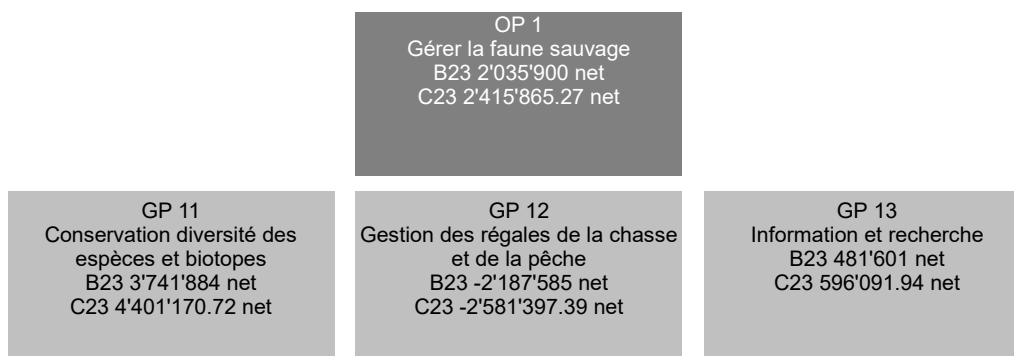 OP 1
Gérer la faune sauvage
B23 2'035'900 net
C23 2'415'865.27 net
GP 11
Conservation diversité des
espèces et biotopes
B23 3'741'884 net
C23 4'401'170.72 net
GP 12
Gestion des régales de la chasse
et de la pêche
B23 -2'187'585 net
C23 -2'581'397.39 net
GP 13
Information et recherche
B23 481'601 net
C23 596'091.94 net